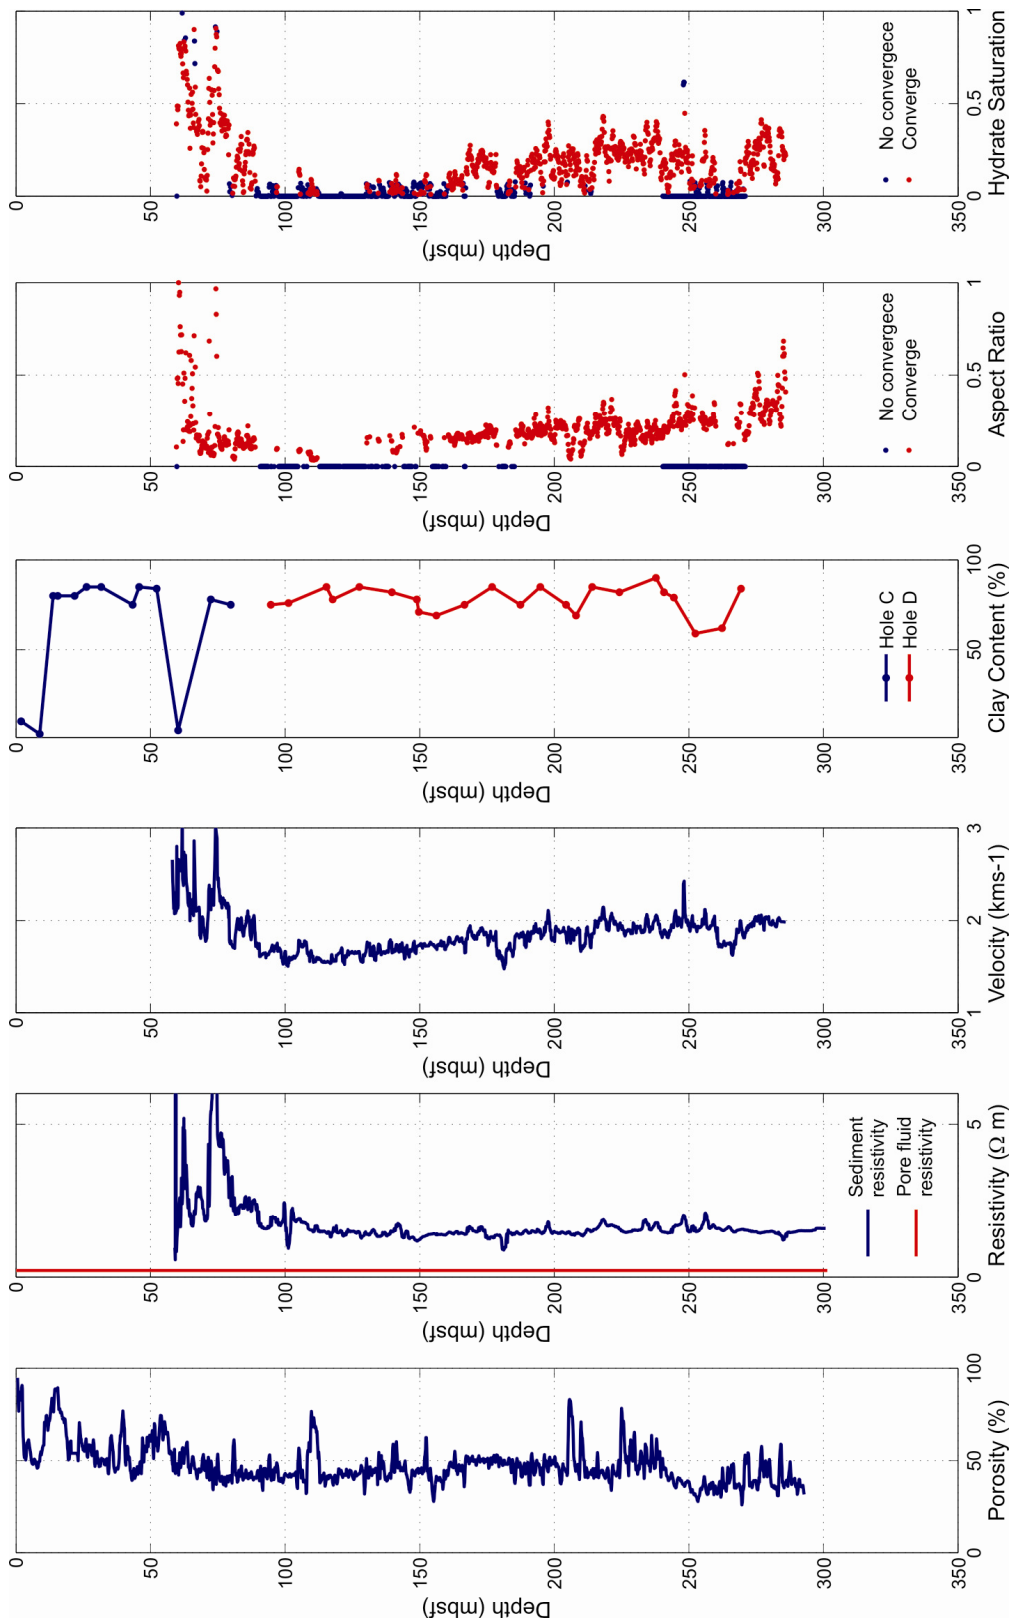 0
50
100
150
200
250
300
350
Depth (mbsf)
0
0.5
1
Hydrate Saturation
No convergece
Converge
0
50
100
150
200
250
300
350
Depth (mbsf)
0
0.5
1
Aspect Ratio
No convergece
Converge
0
50
100
150
200
250
300
350
Depth (mbsf)
50
100
Clay Content (%)
Hole C
Hole D
0
50
100
150
200
250
300
350
Depth (mbsf)
1
2
3
Velocity (kms-1)
0
50
100
150
200
250
300
350
Depth (mbsf)
0
5
Resistivity (Ω m)
Sediment
resistivity
Pore fluid
resistivity
0
50
100
150
200
250
300
350
Depth (mbsf)
0
50
100
Porosity (%)